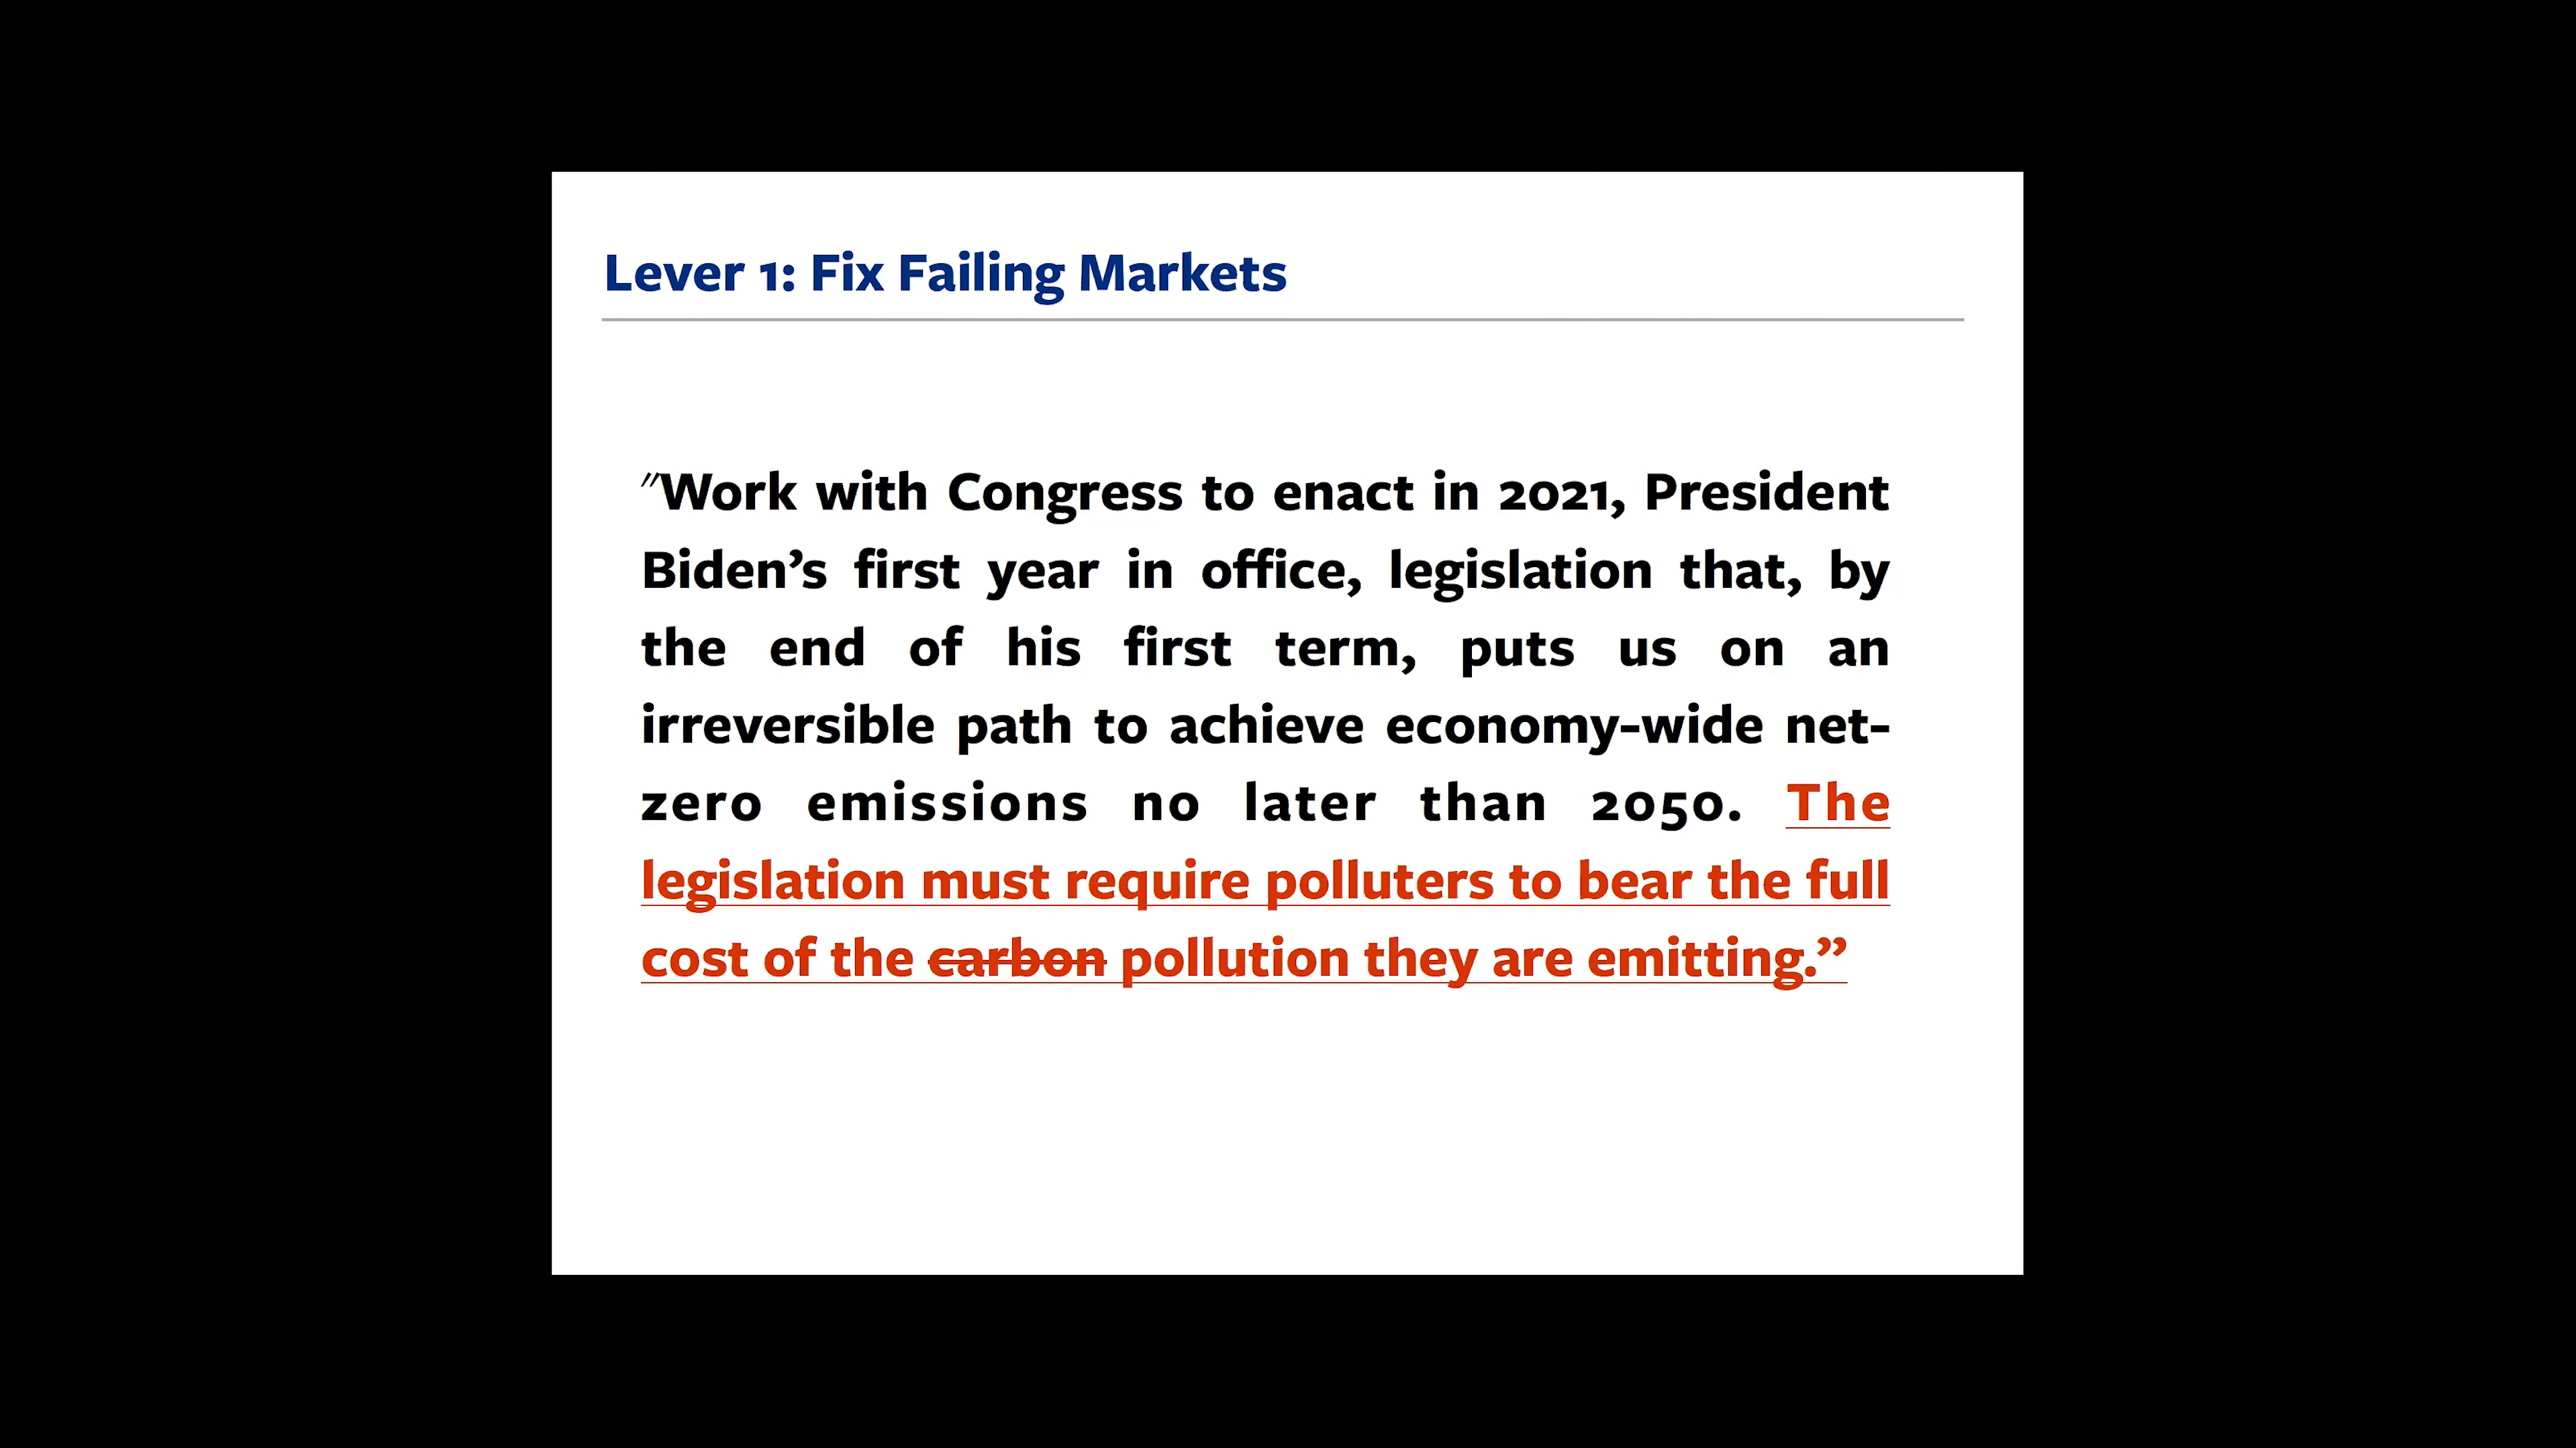 Lever 1: Fix Failing Markets
"Work with Congress to enact in 2021, President
Biden’s first year in office, legislation that, by
the end of his first term, puts us on an
irreversible path to achieve economy-wide net-
zero emissions no later than 2050. The
legislation must require polluters to bear the full
cost of the carbon pollution they are emitting.”